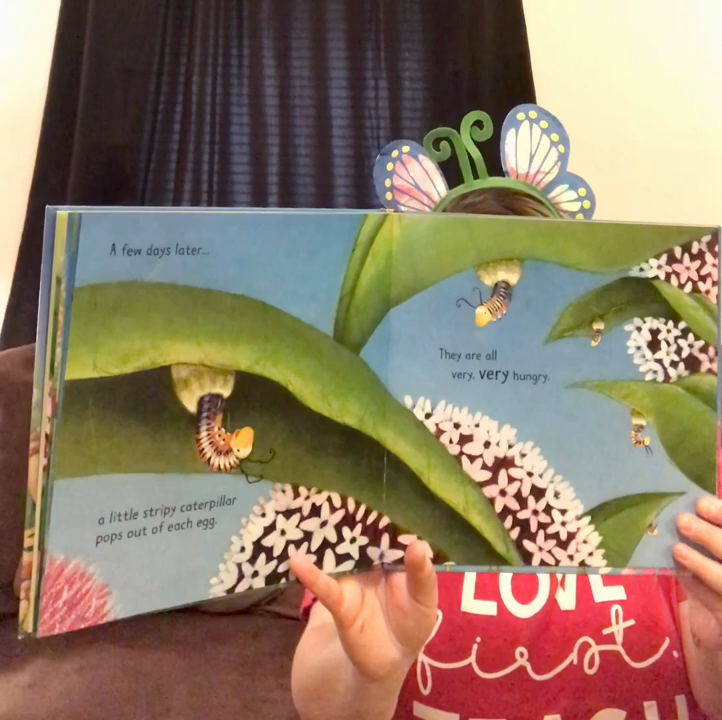 A few days later...
a little stripy caterpillar
pops out of each egg.
They are all
very, very hungry.
LOVE
first.
TEACH